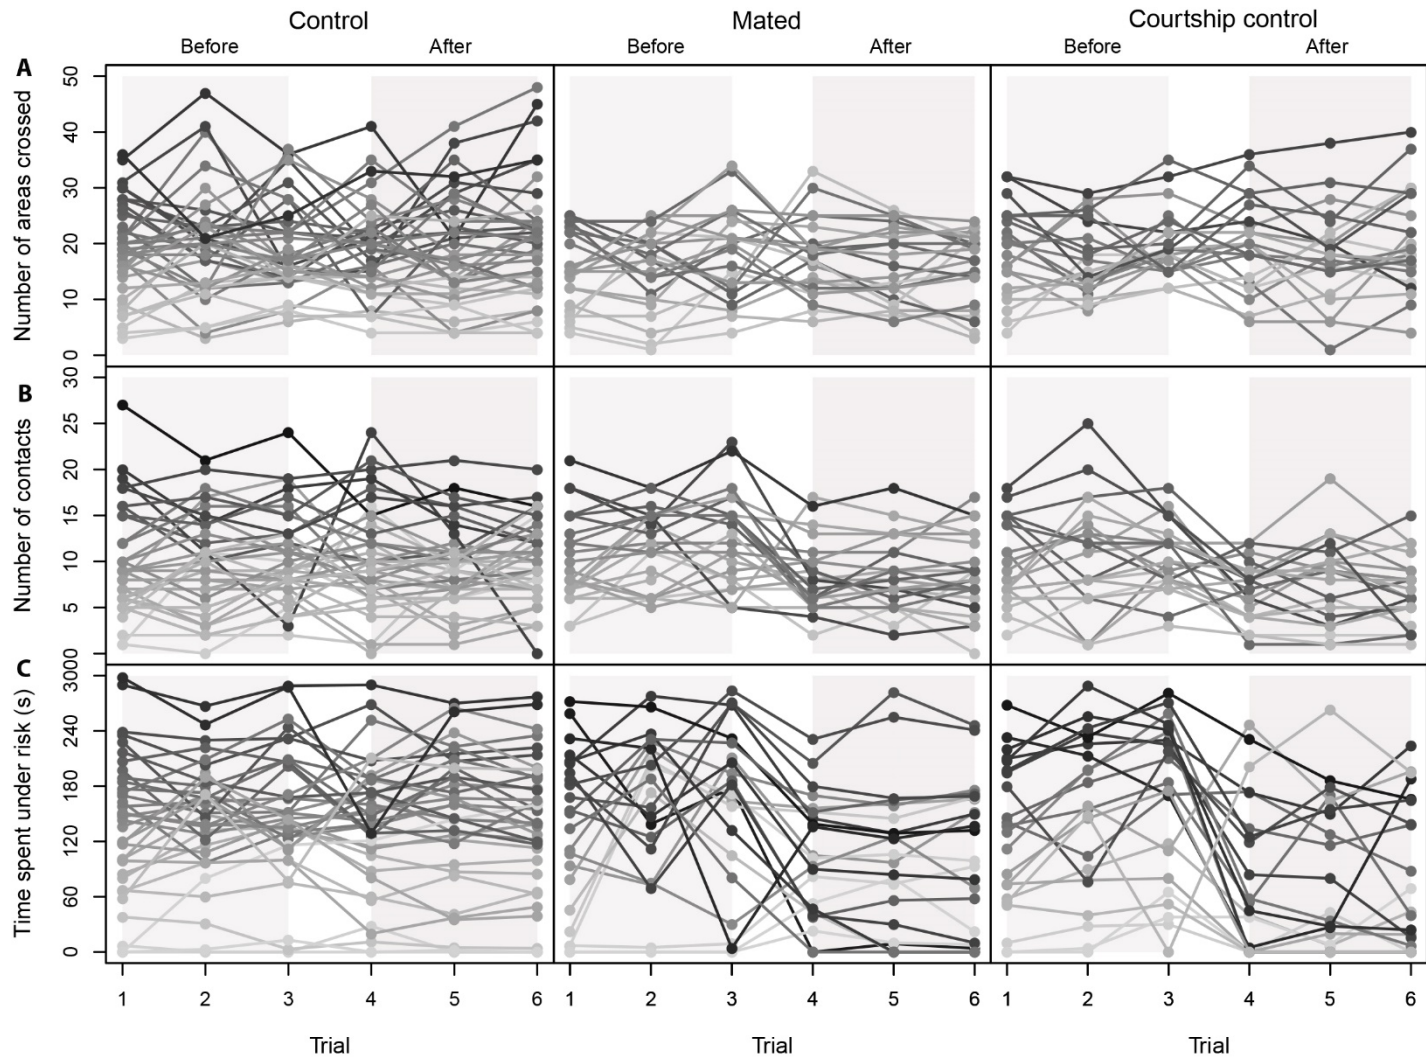 Control Mated Courtship control
Before After Before After Before After
A
Number of areas crossed
50
40
30
20
10
0
B
Number of contacts
30
25
20
15
10
5
0
C
Time spent under risk (s)
300
240
180
120
60
0
1 2 3 4 5 6 1 2 3 4 5 6 1 2 3 4 5 6
Trial Trial Trial